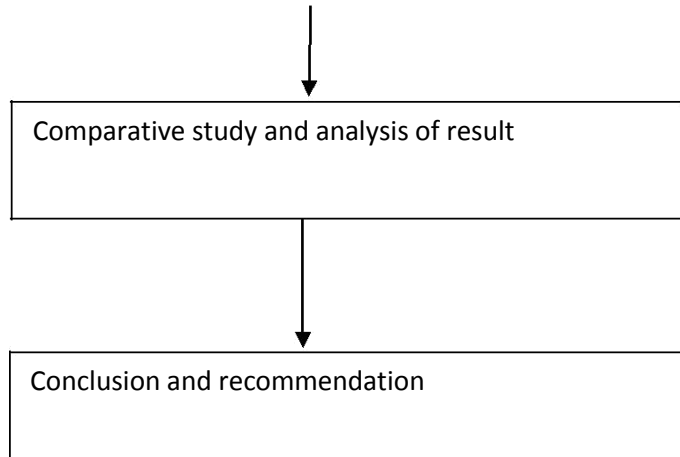 Comparative study and analysis of result
Conclusion and recommendation